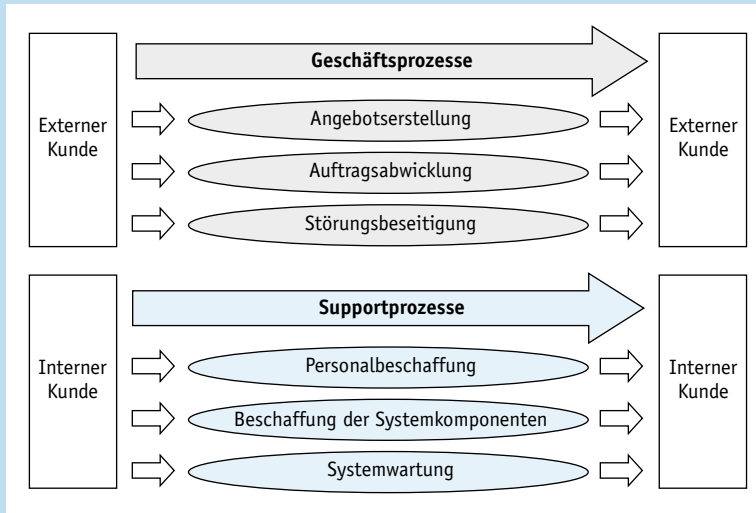 Geschäftsprozesse
Externer
Kunde
Angebotserstellung
Auftragsabwicklung
Störungsbeseitigung
Externer
Kunde
Supportprozesse
Interner
Kunde
Personalbeschaffung
Beschaffung der Systemkomponenten
Systemwartung
Interner
Kunde